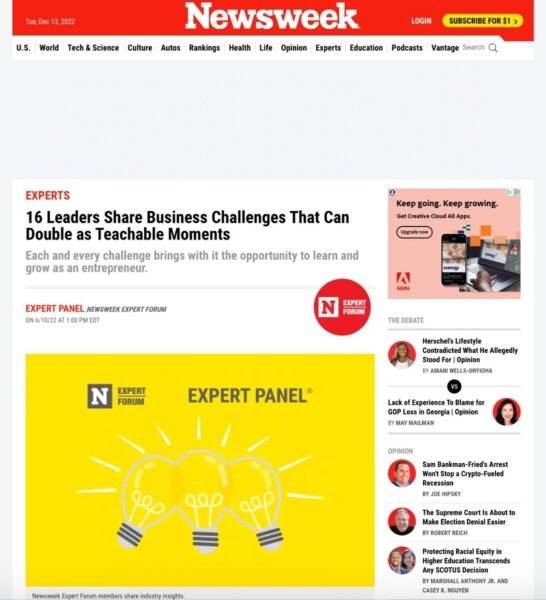 Tue, Dec 13, 2022
Newsweek
LOGIN
SUBSCRIBE FOR $1 >
U.S. World Tech & Science Culture Autos Rankings Health Life Opinion Experts Education Podcasts Vantage Search
EXPERTS
16 Leaders Share Business Challenges That Can
Double as Teachable Moments
Each and every challenge brings with it the opportunity to learn and
grow as an entrepreneur.
EXPERT PANEL, NEWSWEEK EXPERT FORUM
ON 6/10/22 AT 1:00 PM EDT
N EXPERT
FORUM
N EXPERT
FORUM
EXPERT PANEL®
Newsweek Expert Forum members share industry insights.
Keep going. Keep growing.
Get Creative Cloud All Apps.
Upgrade now
Adobe
THE DEBATE
Herschel's Lifestyle
Contradicted What He Allegedly
Stood For | Opinion
BY AMANI WELLS-ONYIOHA
VS
Lack of Experience To Blame for
GOP Loss in Georgia | Opinion
BY MAY MAILMAN
OPINION
Sam Bankman-Fried's Arrest
Won't Stop a Crypto-Fueled
Recession
BY JOE HIPSKY
The Supreme Court Is About to
Make Election Denial Easier
BY ROBERT REICH
Protecting Racial Equity in
Higher Education Transcends
Any SCOTUS Decision
BY MARSHALL ANTHONY JR. AND
CASEY K. NGUYEN